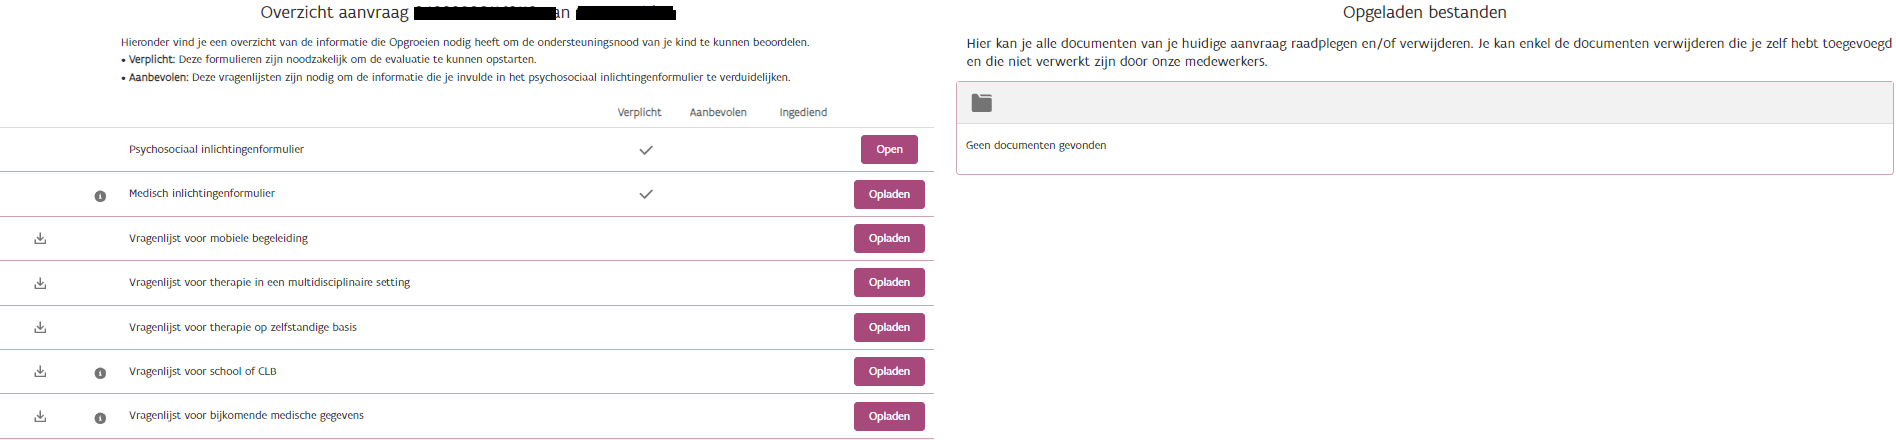 Overzicht aanvraag an
Hieronder vind je een overzicht van de informatie die Opgroeien nodig heeft om de ondersteuningsnood van je kind te kunnen beoordelen.
• Verplicht: Deze formulieren zijn noodzakelijk om de evaluatie te kunnen opstarten.
• Aanbevolen: Deze vragenlijsten zijn nodig om de informatie die je invulde in het psychosociaal inlichtingenformulier te verduidelijken.
Verplicht Aanbevolen Ingediend
Psychosociaal inlichtingenformulier Open
Medisch inlichtingenformulier Opladen
Vragenlijst voor mobiele begeleiding Opladen
Vragenlijst voor therapie in een multidisciplinaire setting Opladen
Vragenlijst voor therapie op zelfstandige basis Opladen
Vragenlijst voor school of CLB Opladen
Vragenlijst voor bijkomende medische gegevens Opladen
Opgeladen bestanden
Hier kan je alle documenten van je huidige aanvraag raadplegen en/of verwijderen. Je kan enkel de documenten verwijderen die je zelf hebt toegevoegd
en die niet verwerkt zijn door onze medewerkers.
Geen documenten gevonden